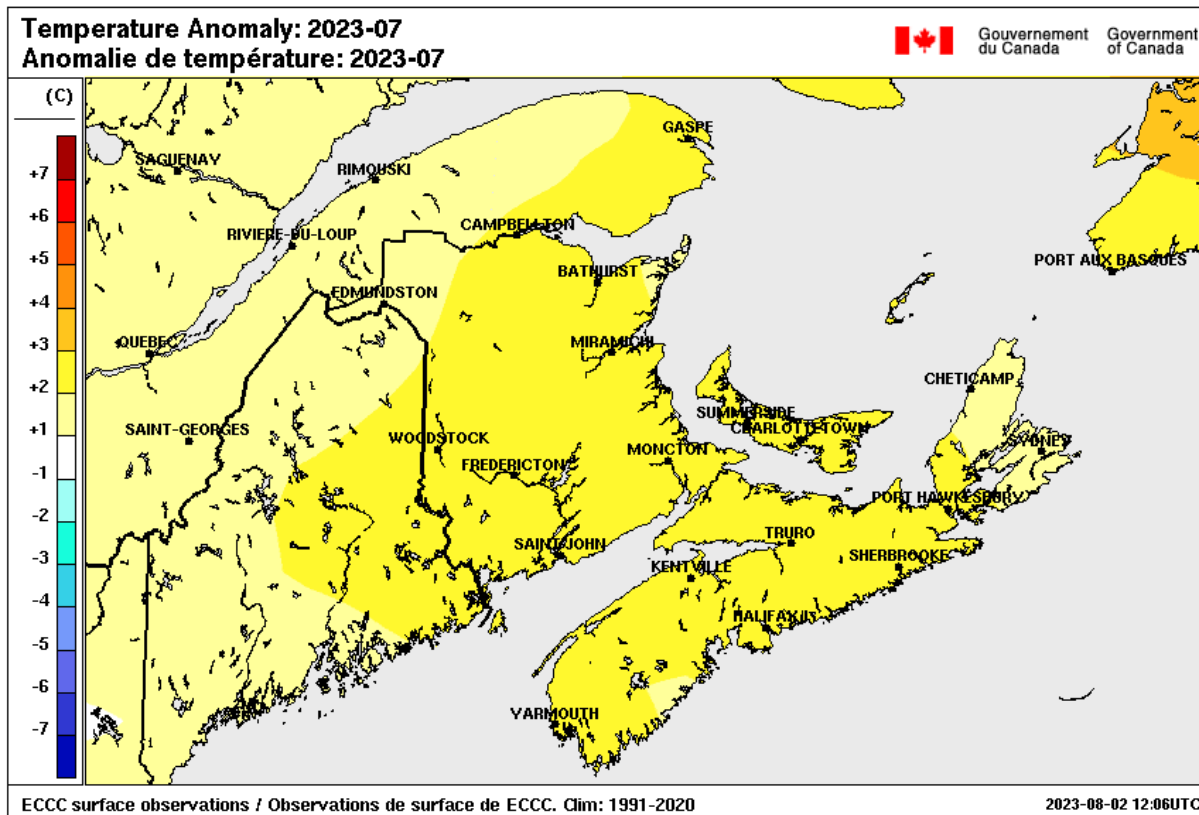 Temperature Anomaly: 2023-07
Anomalie de température: 2023-07
Gouvernement du Canada
Government of Canada
(C)
+7
+6
+5
+4
+3
+2
+1
-1
-2
-3
-4
-5
-6
-7
GASPE
SAGUENAY
RIMOUSKI
CAMPBELLTON
RIVIERE-DU-LOUP
PORT AUX BASQUES
BATHURST
EDMUNDSTON
QUEBEC
MIRAMICHI
CHETICAMP
SUMMERSIDE
CHARLOTTETOWN
SAINT-GEORGES
WOODSTOCK
SYDNEY
MONCTON
FREDERICTON
PORT HAWKESBURY
TRURO
SAINT JOHN
SHERBROOKE
KENTVILLE
YARMOUTH
ECCC surface observations / Observations de surface de ECCC. Clim: 1991-2020
2023-08-02 12:06UTC